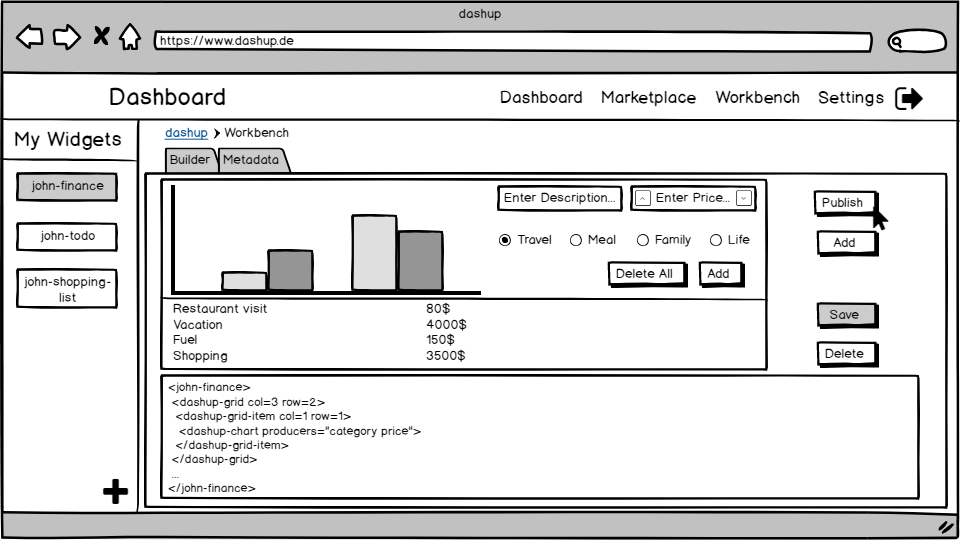 dashup
https://www.dashup.de
Dashboard
Dashboard Marketplace Workbench Settings
My Widgets
john-finance
john-todo
john-shopping-
list
dashup Workbench
Builder Metadata
Enter Description... Enter Price...
Travel Meal Family Life
Delete All Add
Restaurant visit 80$
Vacation 4000$
Fuel 150$
Shopping 3500$
Publish
Add
Save
Delete
<john-finance>
<dashup-grid col=3 row=2>
<dashup-grid-item col=1 row=1>
<dashup-chart producers="category price">
</dashup-grid-item>
</dashup-grid>
...
</john-finance>